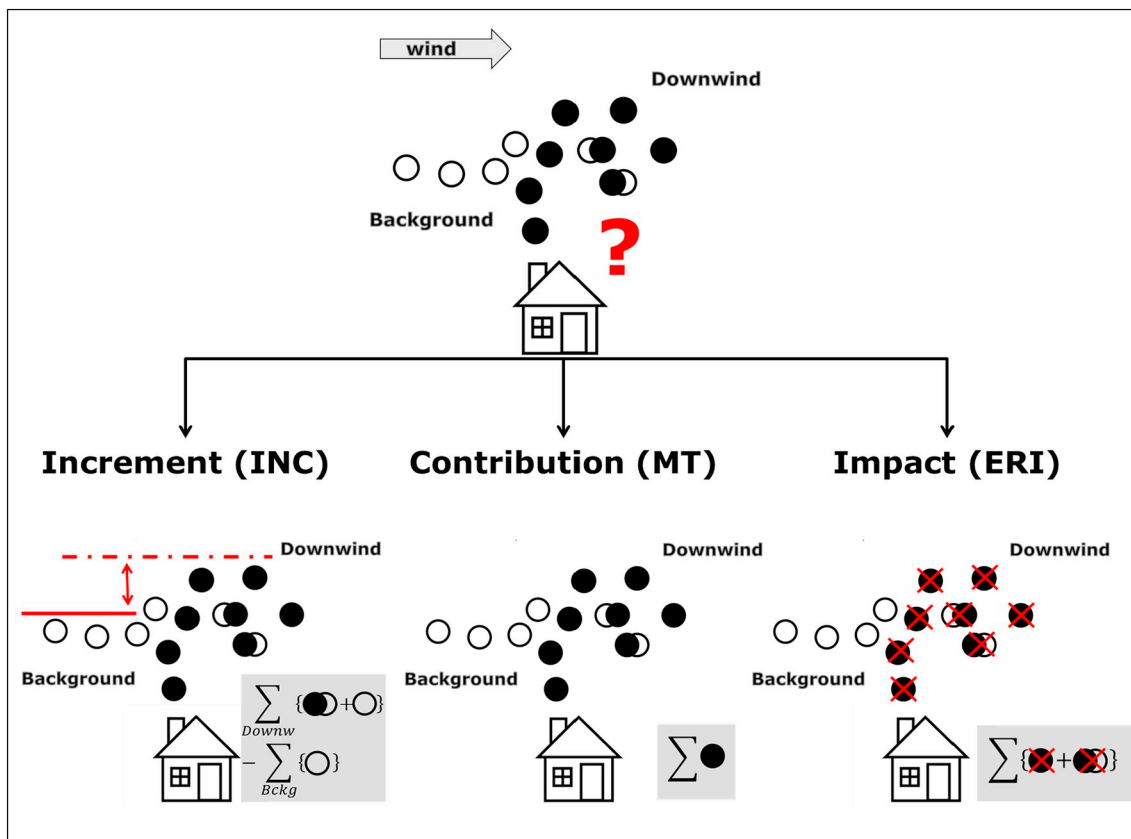 wind
Downwind
Background
?
Increment (INC)
Contribution (MT)
Impact (ERI)
Downwind
Downwind
Downwind
Background
Background
Background
∑ { + }
Downw
− ∑ { }
Bckg
∑
∑ { + }